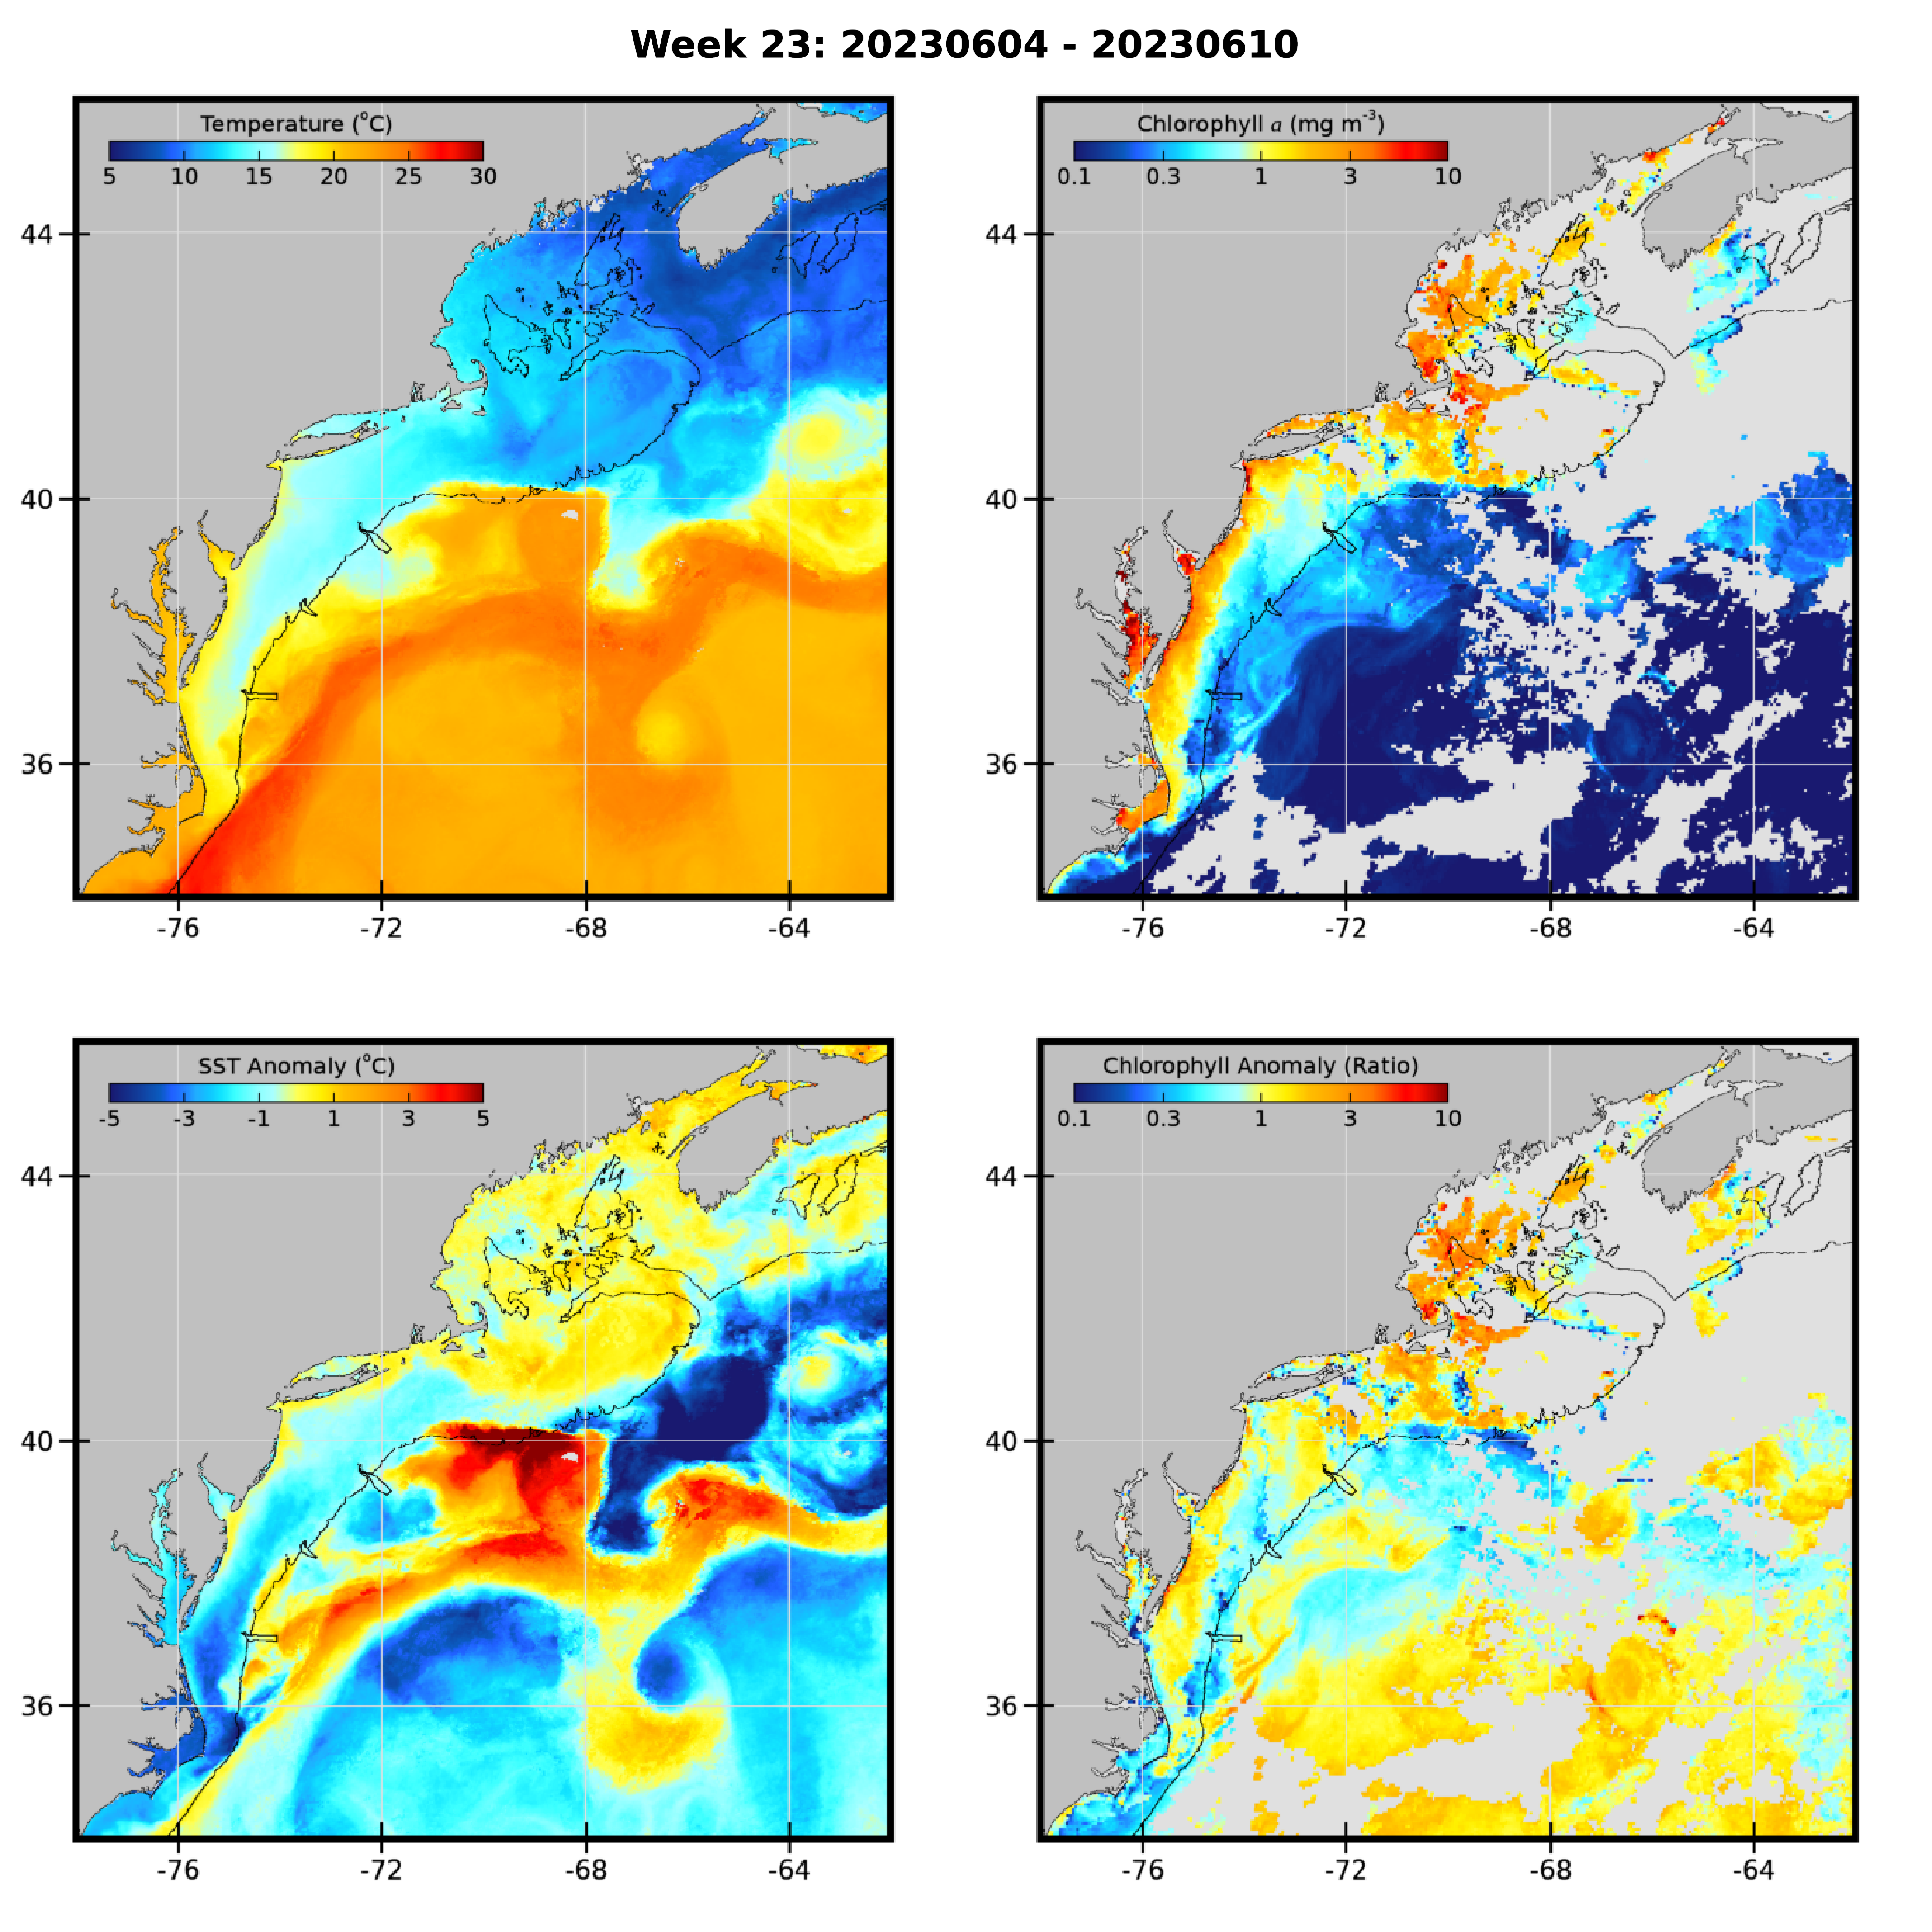 Week 23: 20230604 - 20230610
Temperature (°C)
5 10 15 20 25 30
44
40
36
-76 -72 -68 -64
Chlorophyll a (mg m⁻³)
0.1 0.3 1 3 10
44
40
36
-76 -72 -68 -64
SST Anomaly (°C)
-5 -3 -1 1 3 5
44
40
36
-76 -72 -68 -64
Chlorophyll Anomaly (Ratio)
0.1 0.3 1 3 10
44
40
36
-76 -72 -68 -64